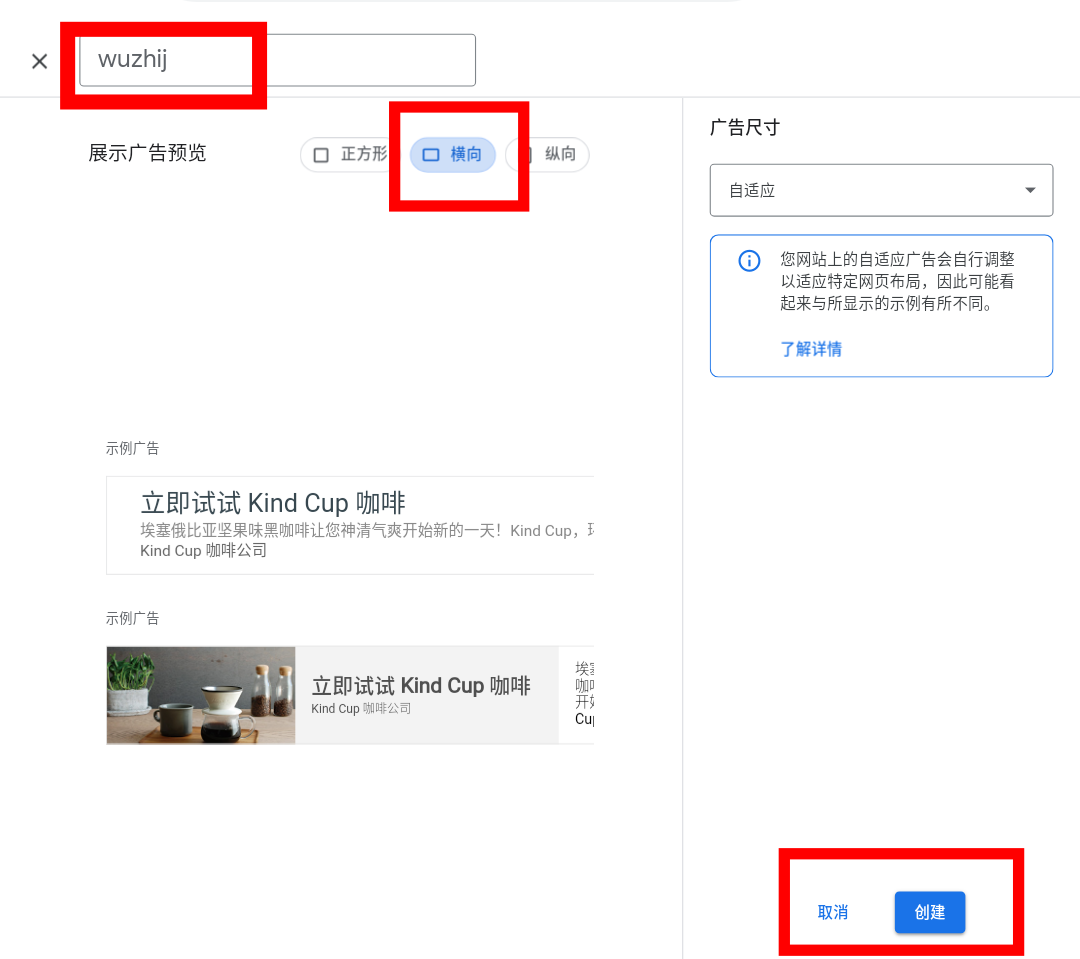 wuzhij
展示广告预览
正方形
横向
纵向
广告尺寸
自适应
您网站上的自适应广告会自行调整
以适应特定网页布局，因此可能看
起来与所显示的示例有所不同。
了解详情
示例广告
立即试试 Kind Cup 咖啡
埃塞俄比亚坚果味黑咖啡让您神清气爽开始新的一天！Kind Cup，
Kind Cup 咖啡公司
示例广告
立即试试 Kind Cup 咖啡
Kind Cup 咖啡公司
埃塞
咖啡
开始
Cup
取消
创建